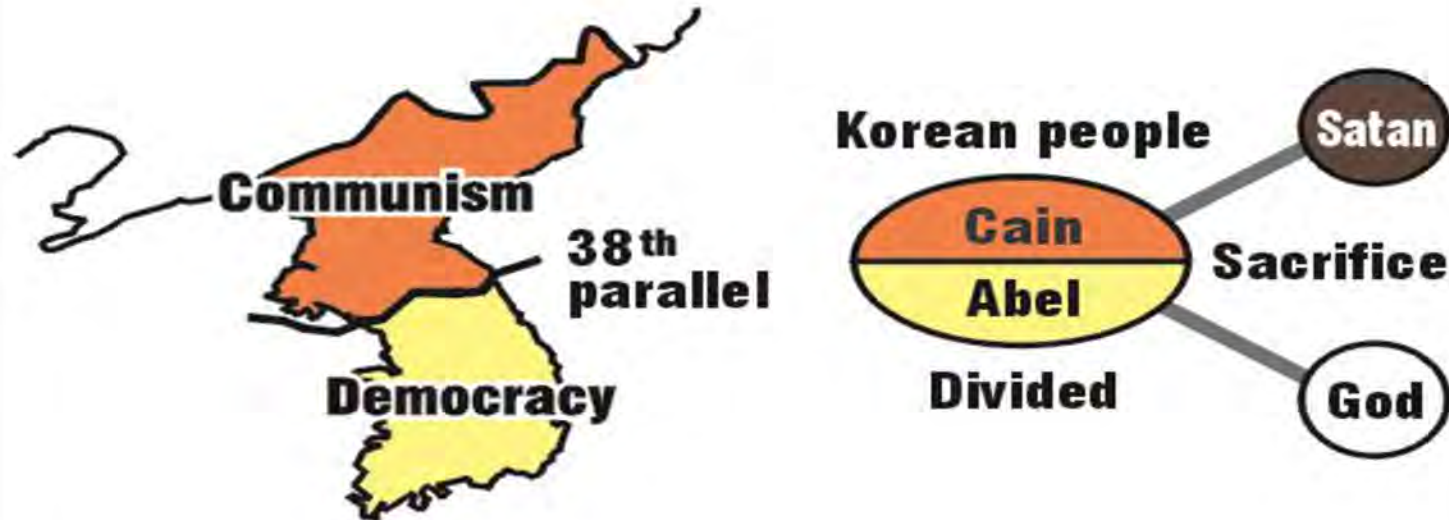 Communism
38th
parallel
Democracy
Korean people
Satan
Cain
Abel
Sacrifice
Divided
God